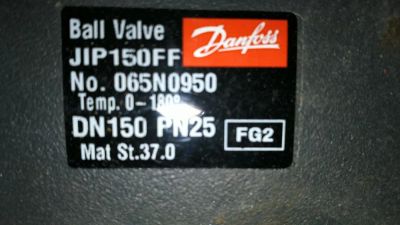 Ball Valve
Danfoss
JIP150FF
No. 065N0950
Temp. 0-180°
DN150 PN25
FG2
Mat St.37.0